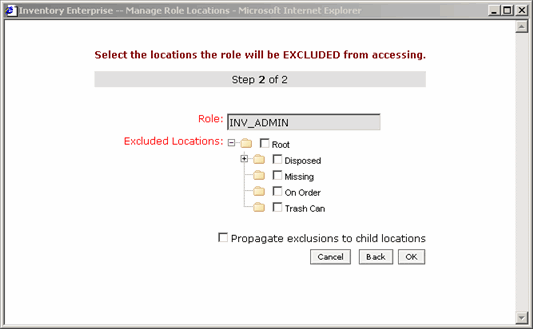 Inventory Enterprise -- Manage Role Locations - Microsoft Internet Explorer
Select the locations the role will be EXCLUDED from accessing.
Step 2 of 2
Role: INV_ADMIN
Excluded Locations: Root
Disposed
Missing
On Order
Trash Can
Propagate exclusions to child locations
Cancel Back OK